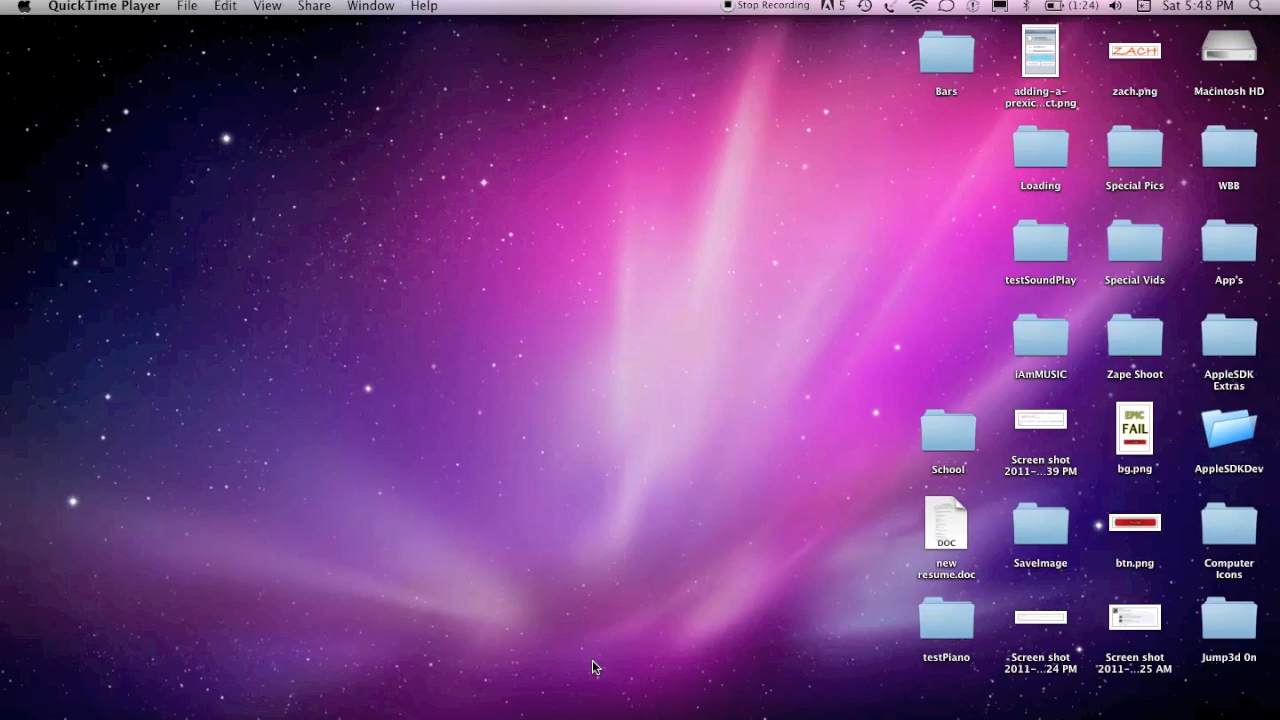 QuickTime Player File Edit View Share Window Help Stop Recording 5 (1:24) Sat 5:48 PM
Bars
adding-a-
prexic...ct.png
zach.png
ZACH
Macintosh HD
Loading
Special Pics
WBB
testSoundPlay
Special Vids
App's
iAmMUSIC
Zape Shoot
AppleSDK
Extras
School
Screen shot
2011-...39 PM
EPIC
FAIL
bg.png
AppleSDKDev
DOC
new
resume.doc
SaveImage
btn.png
Computer
Icons
testPiano
Screen shot
2011-...24 PM
Screen shot
2011-...25 AM
Jump3d 0n